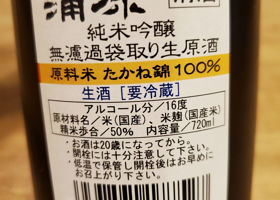 純米吟醸
無濾過袋取り生原酒
原料米 たかね錦 100%
生酒 [要冷蔵]
アルコール分／16度
原材料名／米(国産)、米麹(国産米)
精米歩合／50% 内容量／720ml
・お酒は20歳になってから。
・開栓には十分注意して下さい。
・低温で保管し開栓後はお早めに
お召上がり下さい。